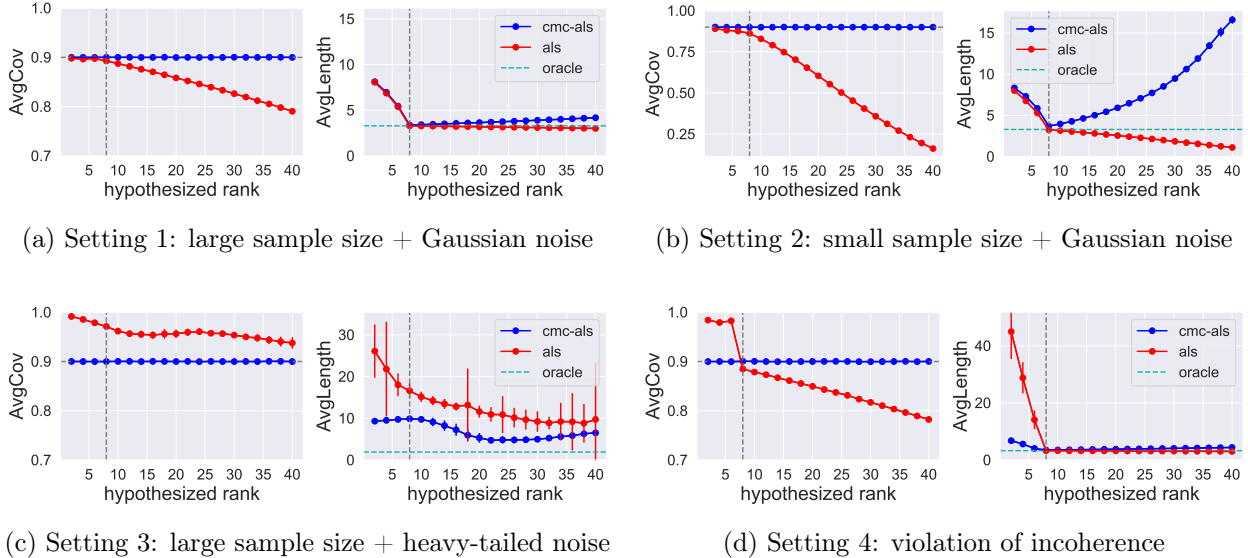 1.0
0.9
0.8
0.7
AvgCov
5 10 15 20 25 30 35 40
hypothesized rank
15
10
5
0
AvgLength
cmc-als
als
oracle
5 10 15 20 25 30 35 40
hypothesized rank
(a) Setting 1: large sample size + Gaussian noise
1.00
0.75
0.50
0.25
AvgCov
5 10 15 20 25 30 35 40
hypothesized rank
15
10
5
0
AvgLength
cmc-als
als
oracle
5 10 15 20 25 30 35 40
hypothesized rank
(b) Setting 2: small sample size + Gaussian noise
1.0
0.9
0.8
0.7
AvgCov
5 10 15 20 25 30 35 40
hypothesized rank
30
20
10
0
AvgLength
cmc-als
als
oracle
5 10 15 20 25 30 35 40
hypothesized rank
(c) Setting 3: large sample size + heavy-tailed noise
1.0
0.9
0.8
0.7
AvgCov
5 10 15 20 25 30 35 40
hypothesized rank
40
20
0
AvgLength
cmc-als
als
oracle
5 10 15 20 25 30 35 40
hypothesized rank
(d) Setting 4: violation of incoherence